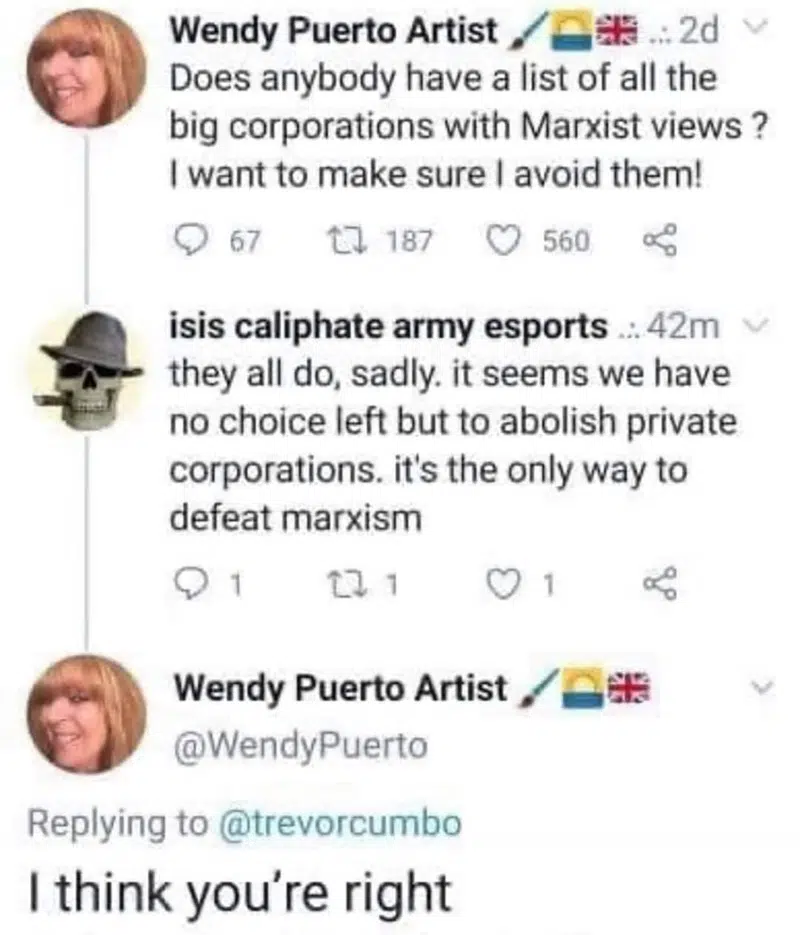 Wendy Puerto Artist 🖌️🌅🇬🇧 .: 2d
Does anybody have a list of all the
big corporations with Marxist views ?
I want to make sure I avoid them!
67 187 560
isis caliphate army esports .: 42m
they all do, sadly. it seems we have
no choice left but to abolish private
corporations. it's the only way to
defeat marxism
1 1 1
Wendy Puerto Artist 🖌️🌅🇬🇧
@WendyPuerto
Replying to @trevorcumbo
I think you're right